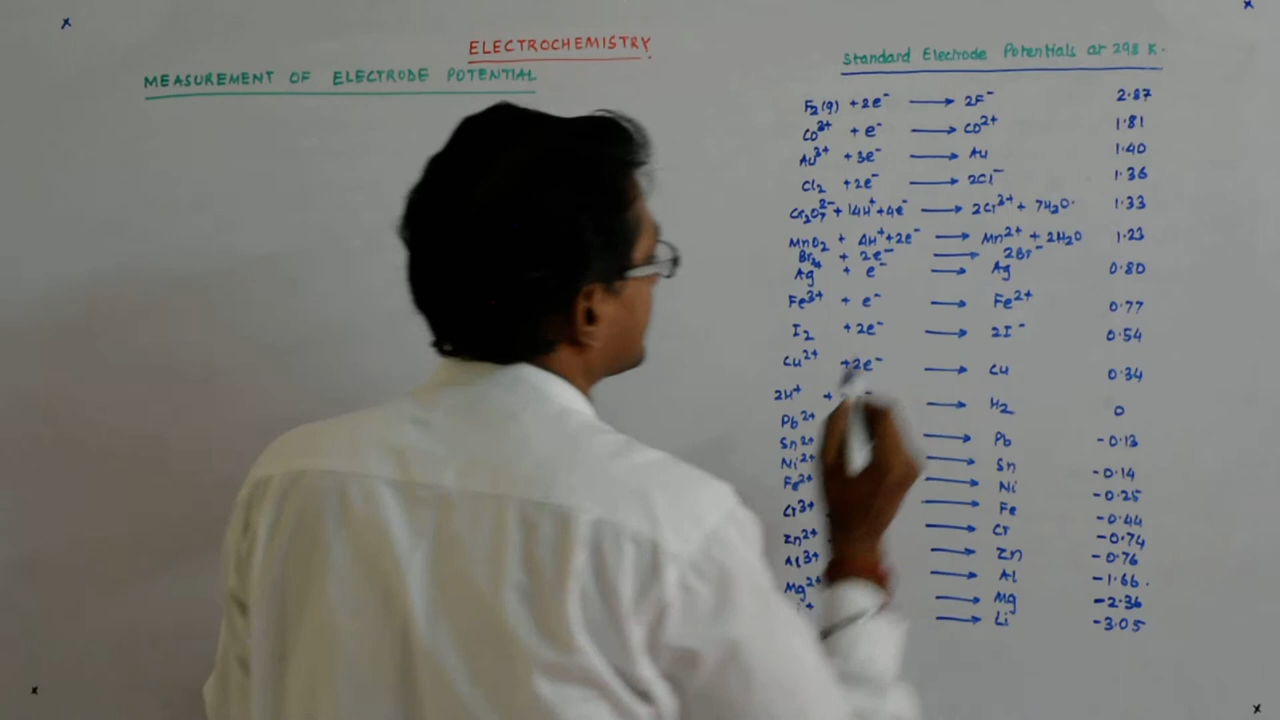 ELECTROCHEMISTRY
MEASUREMENT OF ELECTRODE POTENTIAL
Standard Electrode Potentials at 298 K.
F₂(g) + 2e⁻ ⟶ 2F⁻ 2.87
Co³⁺ + e⁻ ⟶ Co²⁺ 1.81
Au³⁺ + 3e⁻ ⟶ Au 1.40
Cl₂ + 2e⁻ ⟶ 2Cl⁻ 1.36
Cr₂O₇²⁻ + 14H⁺ + 4e⁻ ⟶ 2Cr³⁺ + 7H₂O. 1.33
MnO₂ + 4H⁺ + 2e⁻ ⟶ Mn²⁺ + 2H₂O 1.23
Br₂ + 2e⁻ ⟶ 2Br⁻
Ag⁺ + e⁻ ⟶ Ag 0.80
Fe³⁺ + e⁻ ⟶ Fe²⁺ 0.77
I₂ + 2e⁻ ⟶ 2I⁻ 0.54
Cu²⁺ + 2e⁻ ⟶ Cu 0.34
2H⁺ + ⟶ H₂ 0
Pb²⁺ ⟶ Pb -0.13
Sn²⁺ ⟶ Sn -0.14
Ni²⁺ ⟶ Ni -0.25
Fe²⁺ ⟶ Fe -0.44
Cr³⁺ ⟶ Cr -0.74
Zn²⁺ ⟶ Zn -0.76
Al³⁺ ⟶ Al -1.66.
Mg²⁺ ⟶ Mg -2.36
⟶ Li -3.05